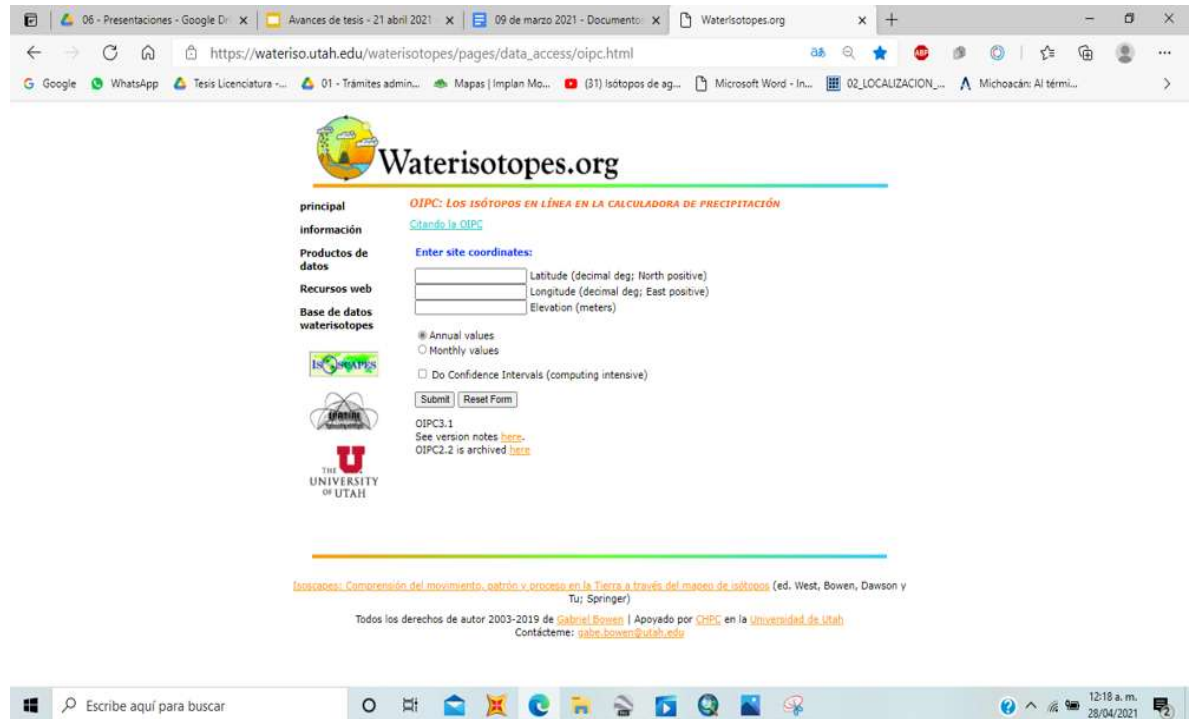 06 - Presentaciones - Google Dr
Avances de tesis - 21 abril 2021
09 de marzo 2021 - Documento
WaterIsotopes.org
https://wateriso.utah.edu/waterisotopes/pages/data_access/oipc.html
Google
WhatsApp
Tesis Licenciatura -...
01 - Trámites admin...
Mapas | Implan Mo...
(31) Isótopos de ag...
Microsoft Word - In...
02_LOCALIZACION_...
Michoacán: Al térmi...
Waterisotopes.org
principal
información
Productos de
datos
Recursos web
Base de datos
waterisotopes
ISOSCAPES
SPATIAL
THE U
UNIVERSITY
OF UTAH
OIPC: LOS ISÓTOPOS EN LÍNEA EN LA CALCULADORA DE PRECIPITACIÓN
Citando la OIPC
Enter site coordinates:
Latitude (decimal deg; North positive)
Longitude (decimal deg; East positive)
Elevation (meters)
Annual values
Monthly values
Do Confidence Intervals (computing intensive)
Submit Reset Form
OIPC3.1
See version notes here.
OIPC2.2 is archived here
Isoscapes: Comprensión del movimiento, patrón y proceso en la Tierra a través del mapeo de isótopos (ed. West, Bowen, Dawson y
Tu; Springer)
Todos los derechos de autor 2003-2019 de Gabriel Bowen | Apoyado por CHPC en la Universidad de Utah
Contácteme: gabe.bowen@utah.edu
Escribe aquí para buscar
12:18 a. m.
28/04/2021